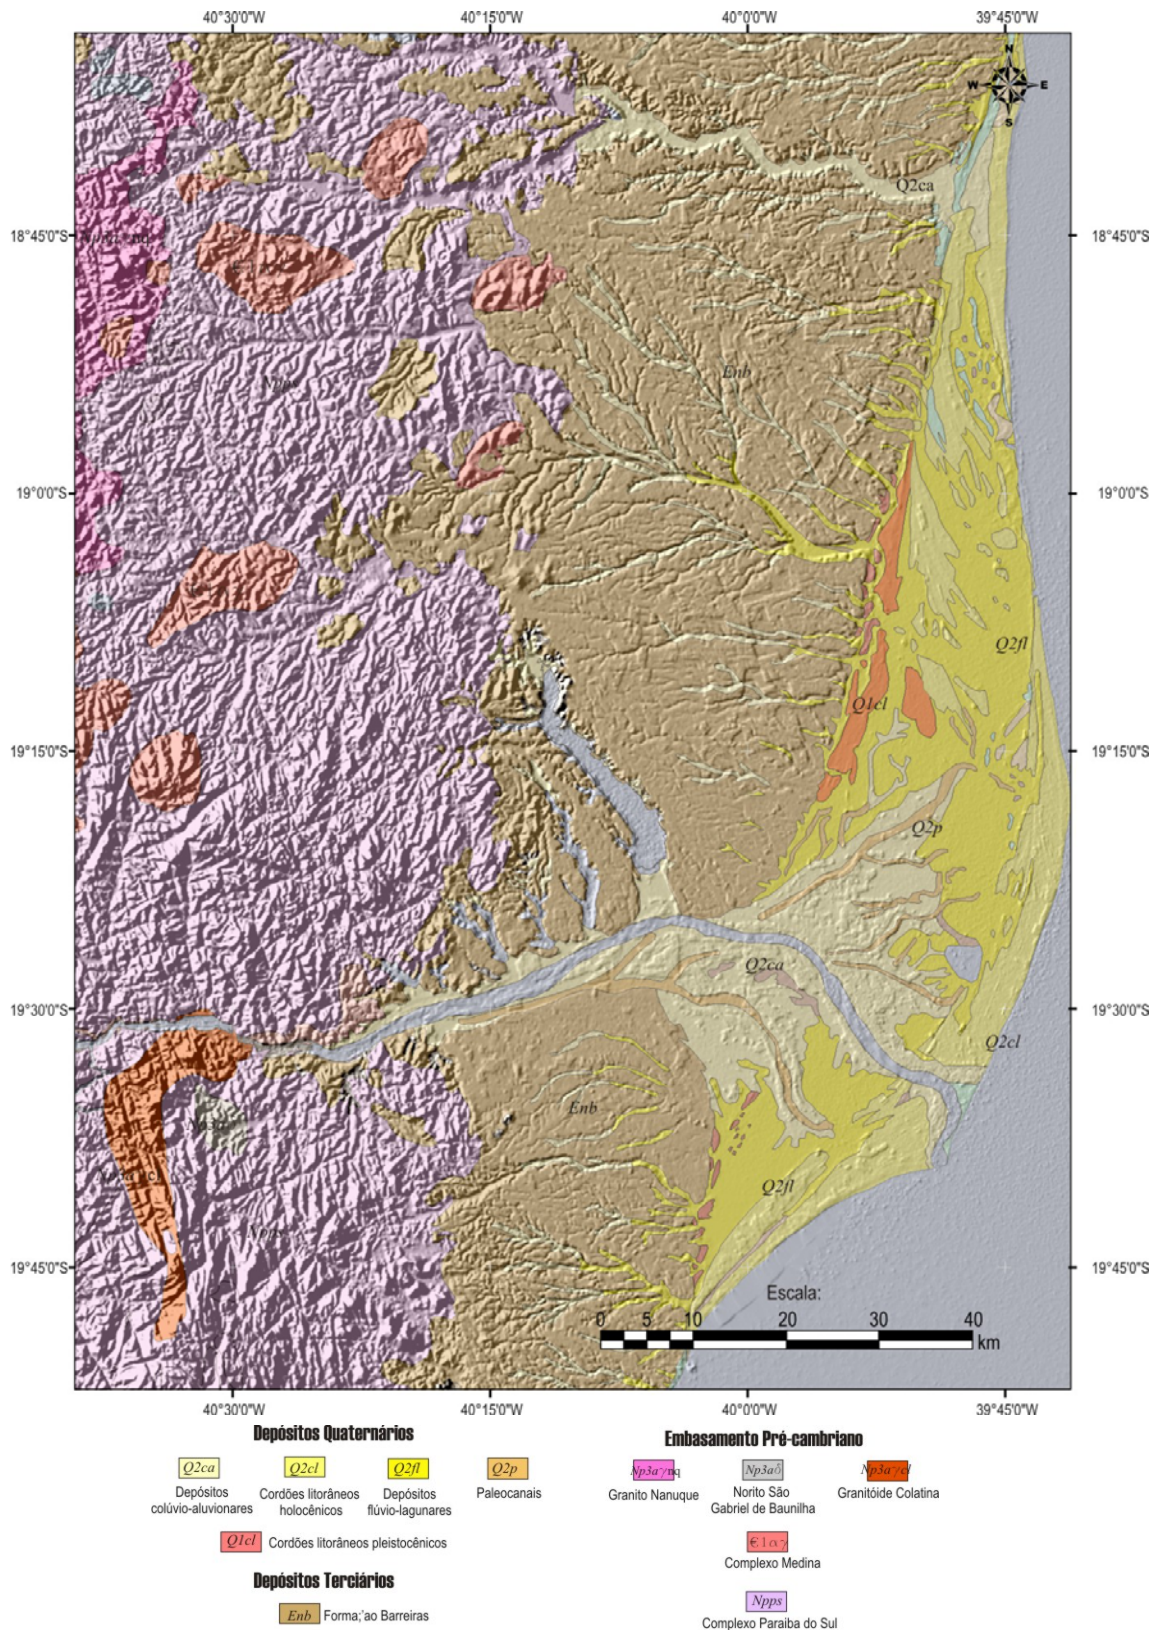 40°30'0"W 40°15'0"W 40°0'0"W 39°45'0"W
N
W E
S
Q2ca
18°45'0"S 18°45'0"S
Enb
Npps
19°0'0"S 19°0'0"S
Q2fl
Q1cl
19°15'0"S 19°15'0"S
Q2p
Q2ca
19°30'0"S 19°30'0"S
Q2cl
Enb
Q2fl
Npps
19°45'0"S 19°45'0"S
Escala:
0 5 10 20 30 40
km
40°30'0"W 40°15'0"W 40°0'0"W 39°45'0"W
Depósitos Quaternários
Q2ca Q2cl Q2fl Q2p
Depósitos colúvio-aluvionares
Cordões litorâneos holocênicos
Depósitos flúvio-lagunares
Paleocanais
Q1cl Cordões litorâneos pleistocênicos
Depósitos Terciários
Enb Forma;'ao Barreiras
Embasamento Pré-cambriano
Np3aγnq Np3aδ Np3aγcl
Granito Nanuque
Norito São Gabriel de Baunilha
Granitóide Colatina
€1αγ
Complexo Medina
Npps
Complexo Paraiba do Sul